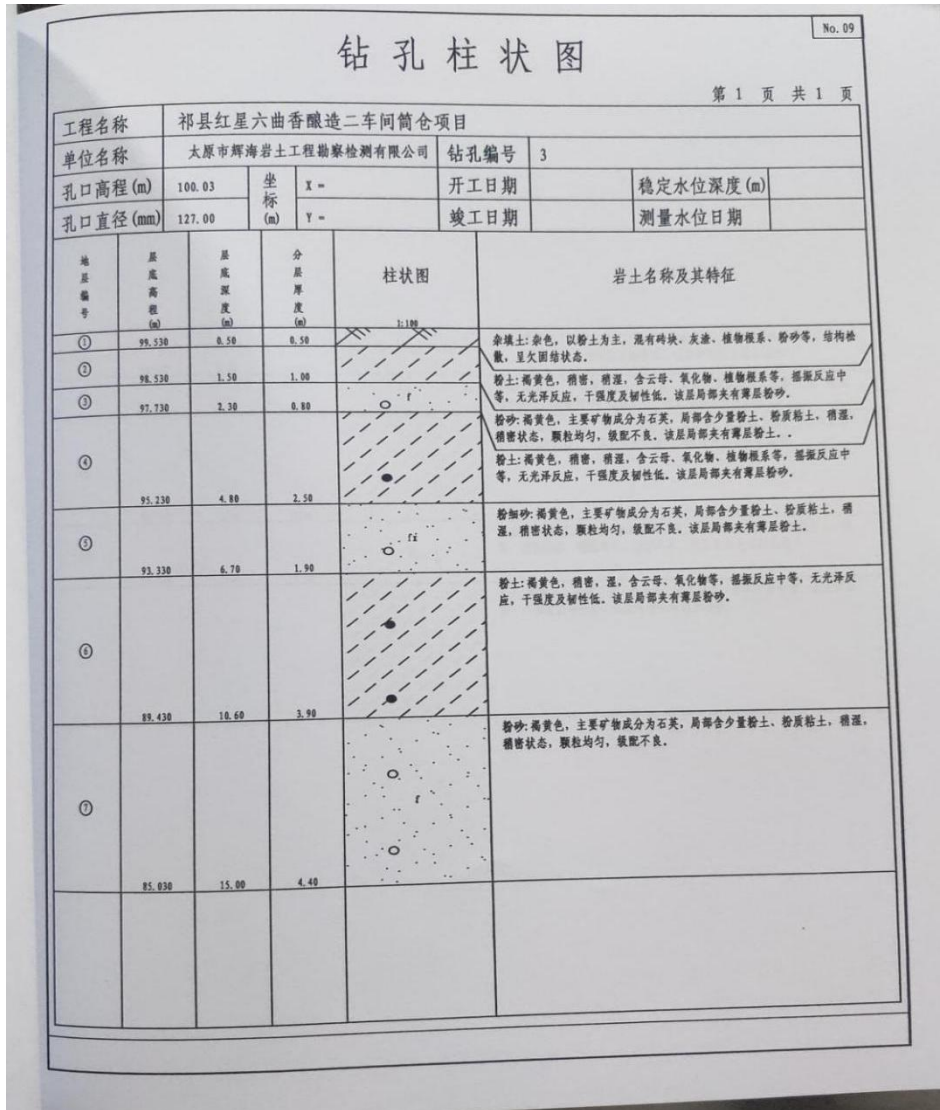 No. 09
钻孔柱状图
第 1 页 共 1 页
工程名称 祁县红星六曲香酿造二车间筒仓项目
单位名称 太原市辉海岩土工程勘察检测有限公司 钻孔编号 3
孔口高程(m) 100.03 坐标(m) X = 开工日期 稳定水位深度(m)
孔口直径(mm) 127.00 Y = 竣工日期 测量水位日期
地层编号 层底高程(m) 层底深度(m) 分层厚度(m) 柱状图 1:100 岩土名称及其特征
① 99.530 0.50 0.50
杂填土: 杂色, 以粉土为主, 混有砖块、灰渣、植物根系、粉砂等, 结构松
散, 呈欠固结状态。
② 98.530 1.50 1.00
粉土: 褐黄色, 稍密, 稍湿, 含云母、氧化物、植物根系等, 摇振反应中
等, 无光泽反应, 干强度及韧性低。该层局部夹有薄层粉砂。
③ 97.730 2.30 0.80 f
粉砂: 褐黄色, 主要矿物成分为石英, 局部含少量粉土、粉质粘土, 稍湿,
稍密状态, 颗粒均匀, 级配不良。该层局部夹有薄层粉土。.
④ 95.230 4.80 2.50
粉土: 褐黄色, 稍密, 稍湿, 含云母、氧化物、植物根系等, 摇振反应中
等, 无光泽反应, 干强度及韧性低。该层局部夹有薄层粉砂。
⑤ 93.330 6.70 1.90 fi
粉细砂: 褐黄色, 主要矿物成分为石英, 局部含少量粉土、粉质粘土, 稍
湿, 稍密状态, 颗粒均匀, 级配不良。该层局部夹有薄层粉土。
⑥ 89.430 10.60 3.90
粉土: 褐黄色, 稍密, 湿, 含云母、氧化物等, 摇振反应中等, 无光泽反
应, 干强度及韧性低。该层局部夹有薄层粉砂。
⑦ 85.030 15.00 4.40 f
粉砂: 褐黄色, 主要矿物成分为石英, 局部含少量粉土、粉质粘土, 稍湿,
稍密状态, 颗粒均匀, 级配不良。